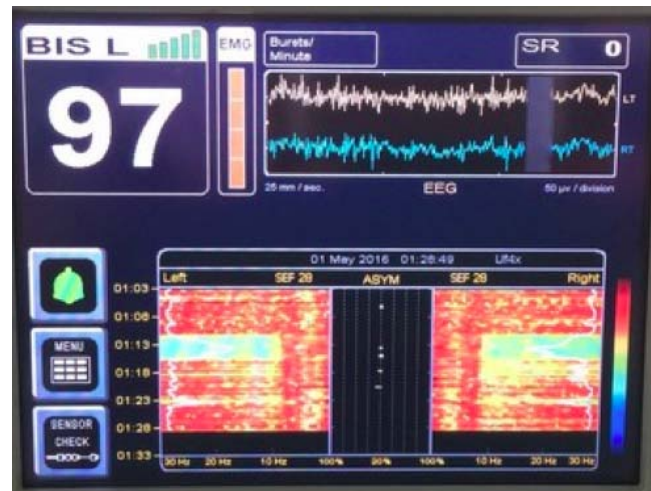 BIS L
EMG
Bursts/
Minute
SR 0
97
LT
RT
25 mm / sec.
EEG
50 µv / division
01 May 2016 01:28:49
Left
SEF 28
ASYM
SEF 28
Right
01:03
01:08
01:13
01:18
01:23
01:28
01:33
MENU
SENSOR
CHECK
30 Hz 20 Hz 10 Hz 100% 20% 100% 10 Hz 20 Hz 30 Hz